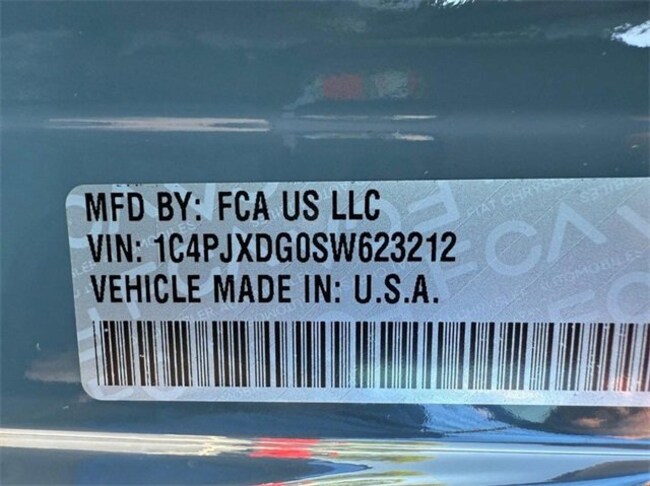 MFD BY: FCA US LLC
VIN: 1C4PJXDG0SW623212
VEHICLE MADE IN: U.S.A.